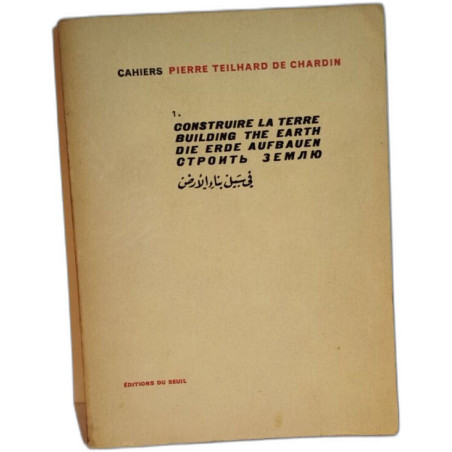 CAHIERS PIERRE TEILHARD DE CHARDIN
1.
CONSTRUIRE LA TERRE
BUILDING THE EARTH
DIE ERDE AUFBAUEN
СТРОИТЬ ЗЕМЛЮ
في سبيل بناء الأرض
ÉDITIONS DU SEUIL